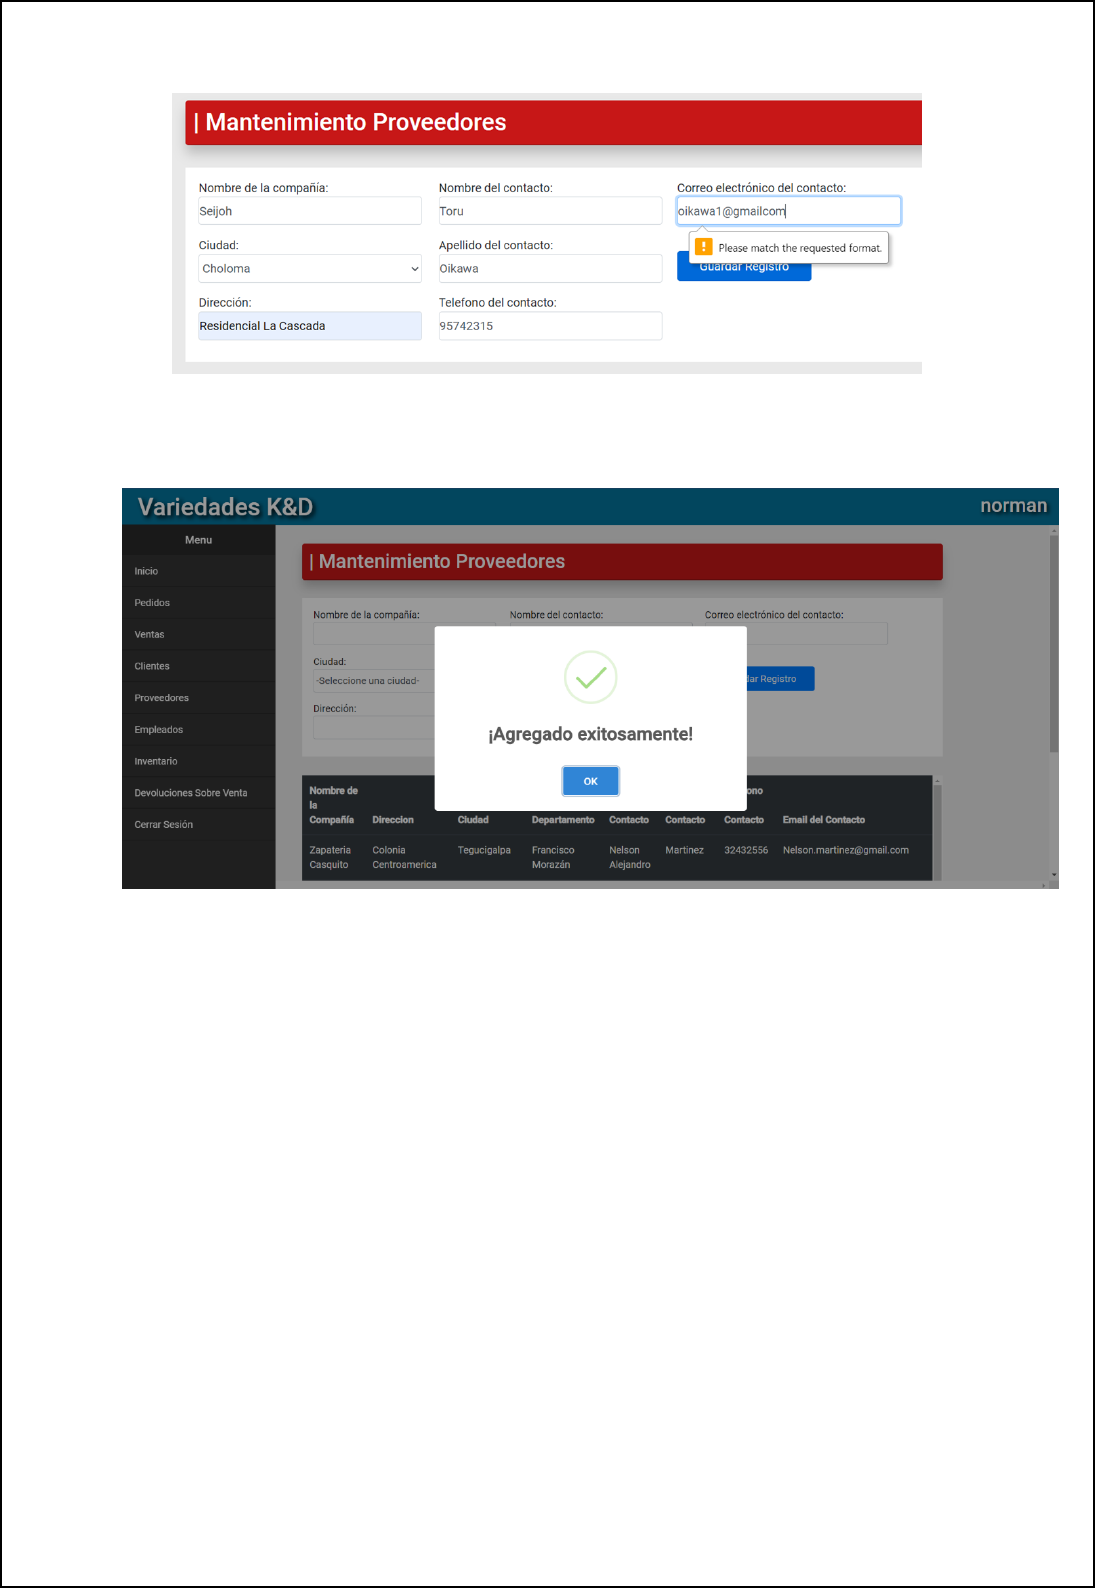 | Mantenimiento Proveedores
Nombre de la compañía: Nombre del contacto: Correo electrónico del contacto:
Seijoh Toru oikawa1@gmailcom
Please match the requested format.
Ciudad: Apellido del contacto:
Choloma Oikawa Guardar Registro
Dirección: Telefono del contacto:
Residencial La Cascada 95742315
Variedades K&D norman
Menu
Inicio
Pedidos
Ventas
Clientes
Proveedores
Empleados
Inventario
Devoluciones Sobre Venta
Cerrar Sesión
| Mantenimiento Proveedores
Nombre de la compañía: Nombre del contacto: Correo electrónico del contacto:
Ciudad:
-Seleccione una ciudad- Registro
Dirección:
¡Agregado exitosamente!
OK
Nombre de
la
Compañía Direccion Ciudad Departamento Contacto Contacto Contacto Email del Contacto
Zapateria Colonia Tegucigalpa Francisco Nelson Martinez 32432556 Nelson.martinez@gmail.com
Casquito Centroamerica Morazán Alejandro